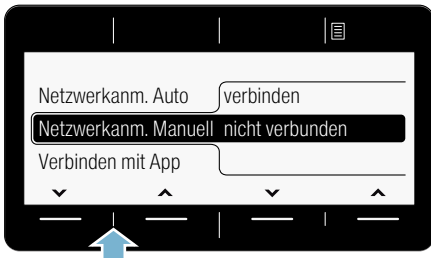 Netzwerkanm. Auto verbinden
Netzwerkanm. Manuell nicht verbunden
Verbinden mit App